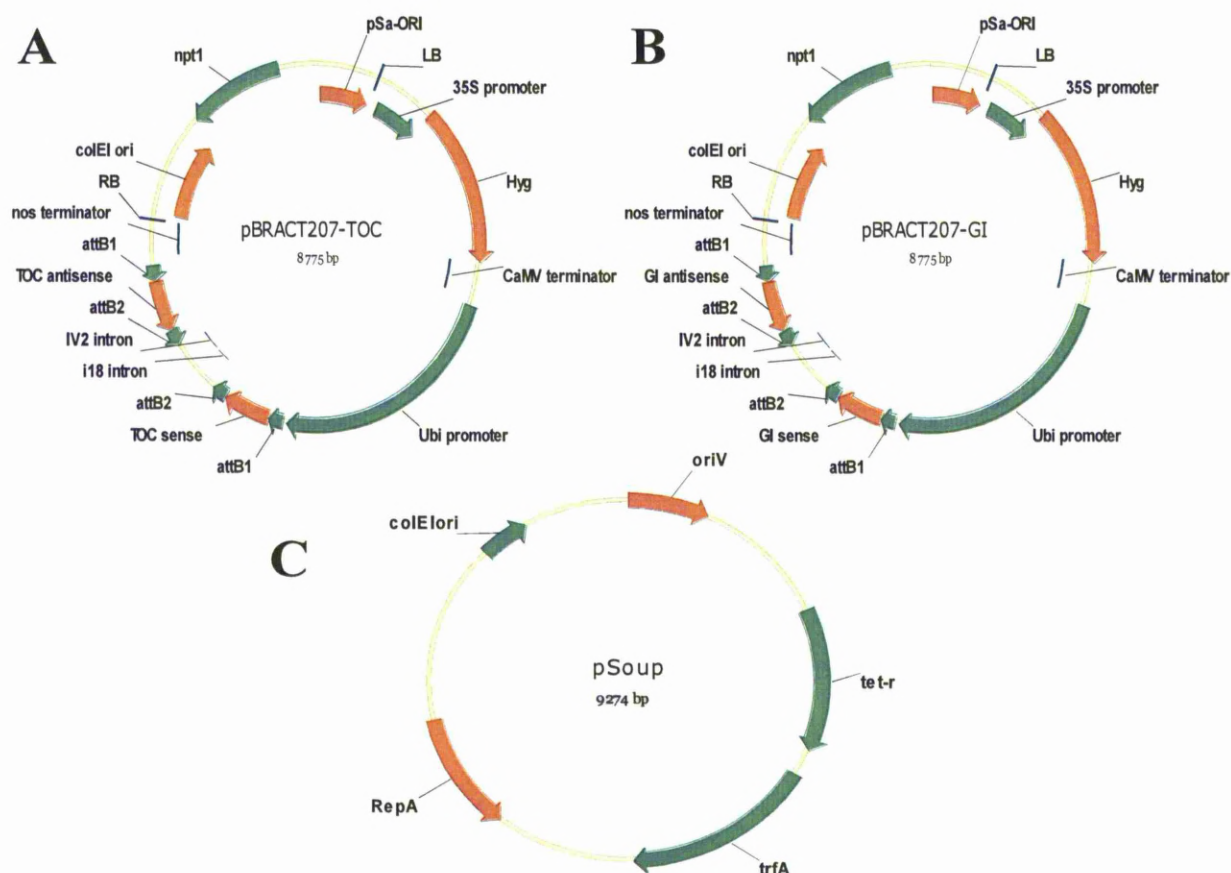 A
pSa-ORI
LB
npt1
35S promoter
colEI ori
RB
nos terminator
attB1
TOC antisense
attB2
IV2 intron
i18 intron
attB2
TOC sense
attB1
Hyg
CaMV terminator
Ubi promoter
pBRACT207-TOC
8775 bp
B
pSa-ORI
LB
npt1
35S promoter
colEI ori
RB
nos terminator
attB1
GI antisense
attB2
IV2 intron
i18 intron
attB2
GI sense
attB1
Hyg
CaMV terminator
Ubi promoter
pBRACT207-GI
8775 bp
C
oriV
colEIori
tet-r
RepA
trfA
pSoup
9274 bp